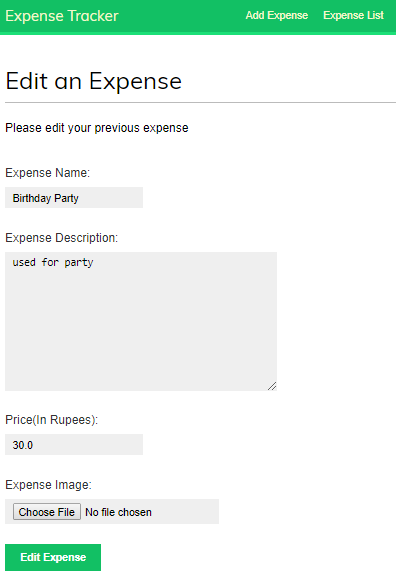 Expense Tracker Add Expense Expense List
Edit an Expense
Please edit your previous expense
Expense Name:
Birthday Party
Expense Description:
used for party
Price(In Rupees):
30.0
Expense Image:
Choose File No file chosen
Edit Expense